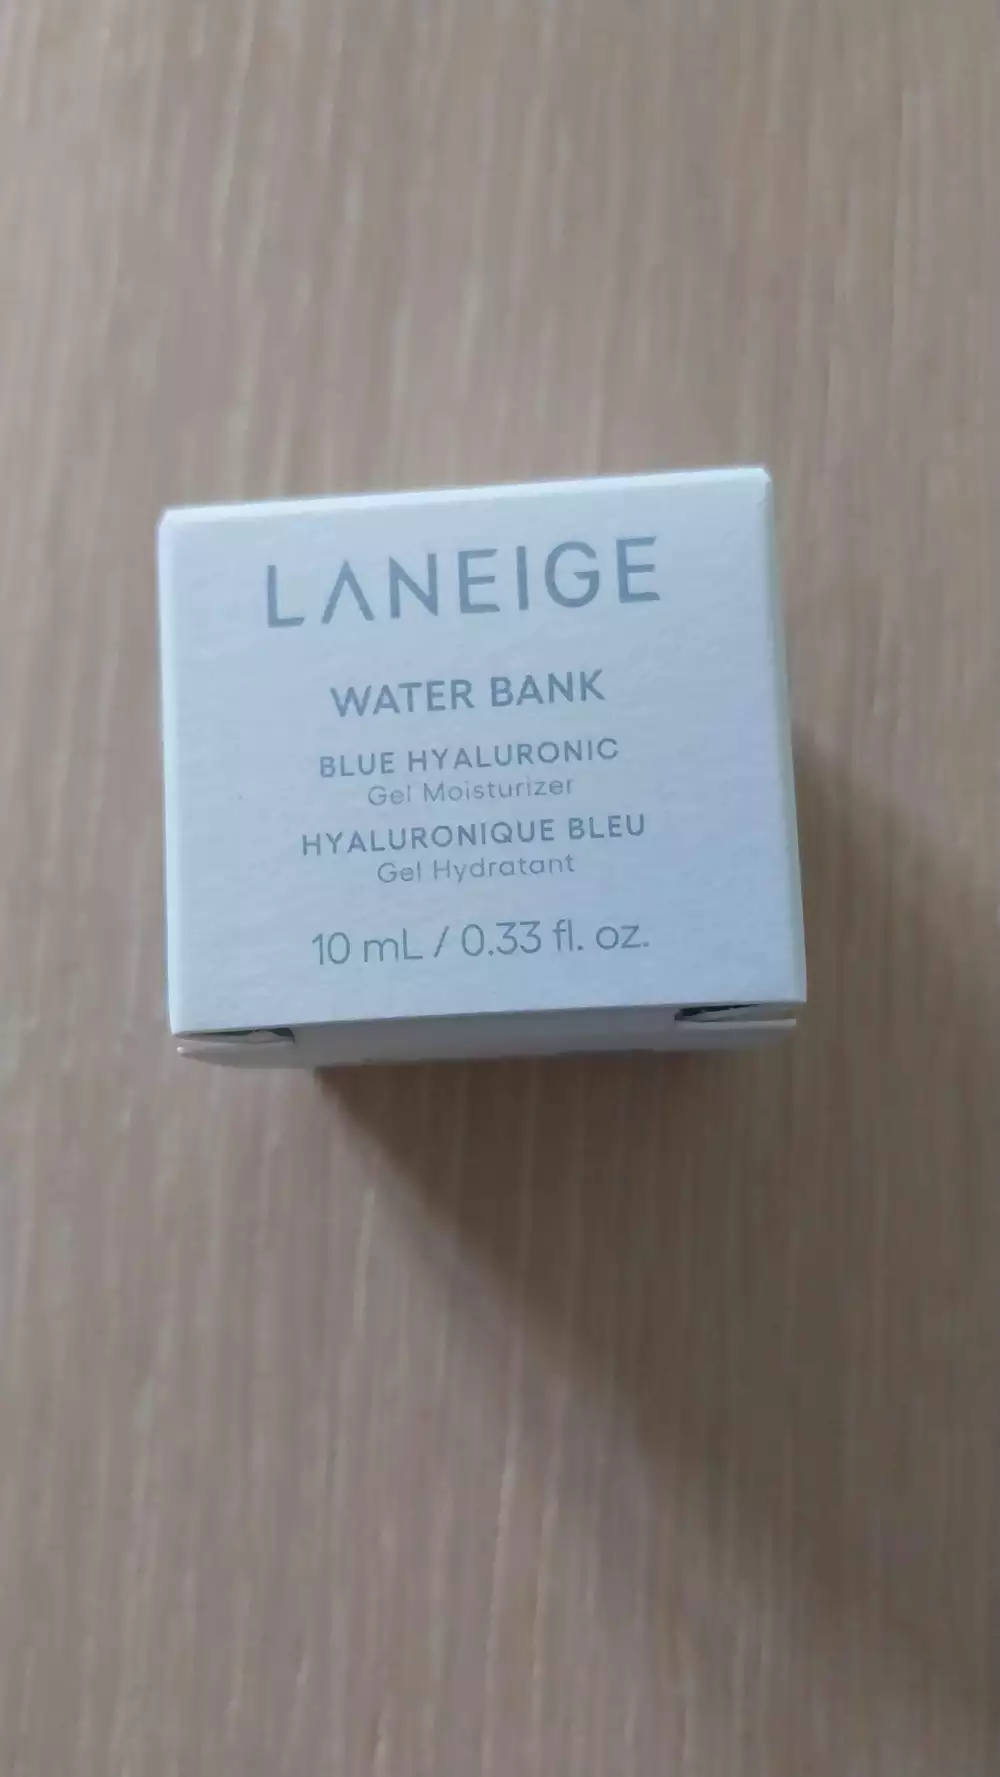 LANEIGE
WATER BANK
BLUE HYALURONIC
Gel Moisturizer
HYALURONIQUE BLEU
Gel Hydratant
10 mL / 0.33 fl. oz.